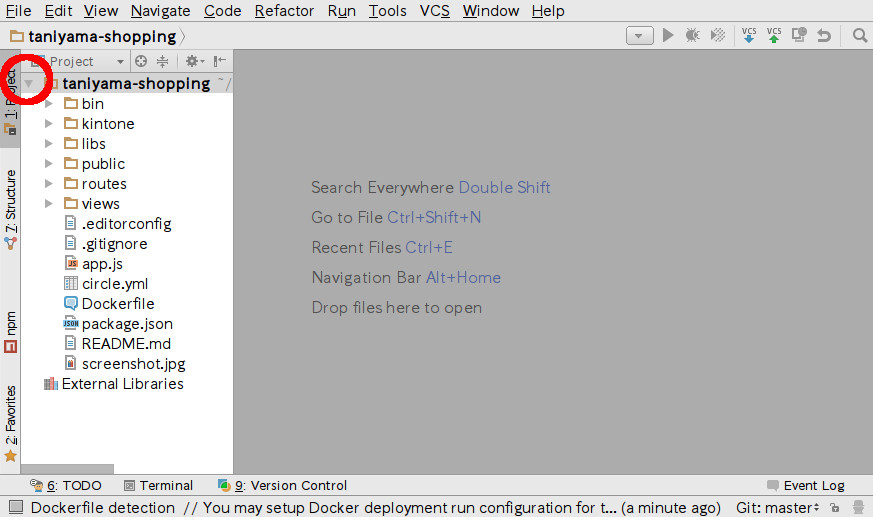 File Edit View Navigate Code Refactor Run Tools VCS Window Help
taniyama-shopping
VCS VCS
1: Project
Project
taniyama-shopping ~/
bin
kintone
libs
public
routes
views
.editorconfig
.gitignore
JS app.js
circle.yml
Dockerfile
JSON package.json
README.md
screenshot.jpg
External Libraries
7: Structure
npm
2: Favorites
Search Everywhere Double Shift
Go to File Ctrl+Shift+N
Recent Files Ctrl+E
Navigation Bar Alt+Home
Drop files here to open
6: TODO Terminal 9: Version Control Event Log
Dockerfile detection // You may setup Docker deployment run configuration for t... (a minute ago) Git: master